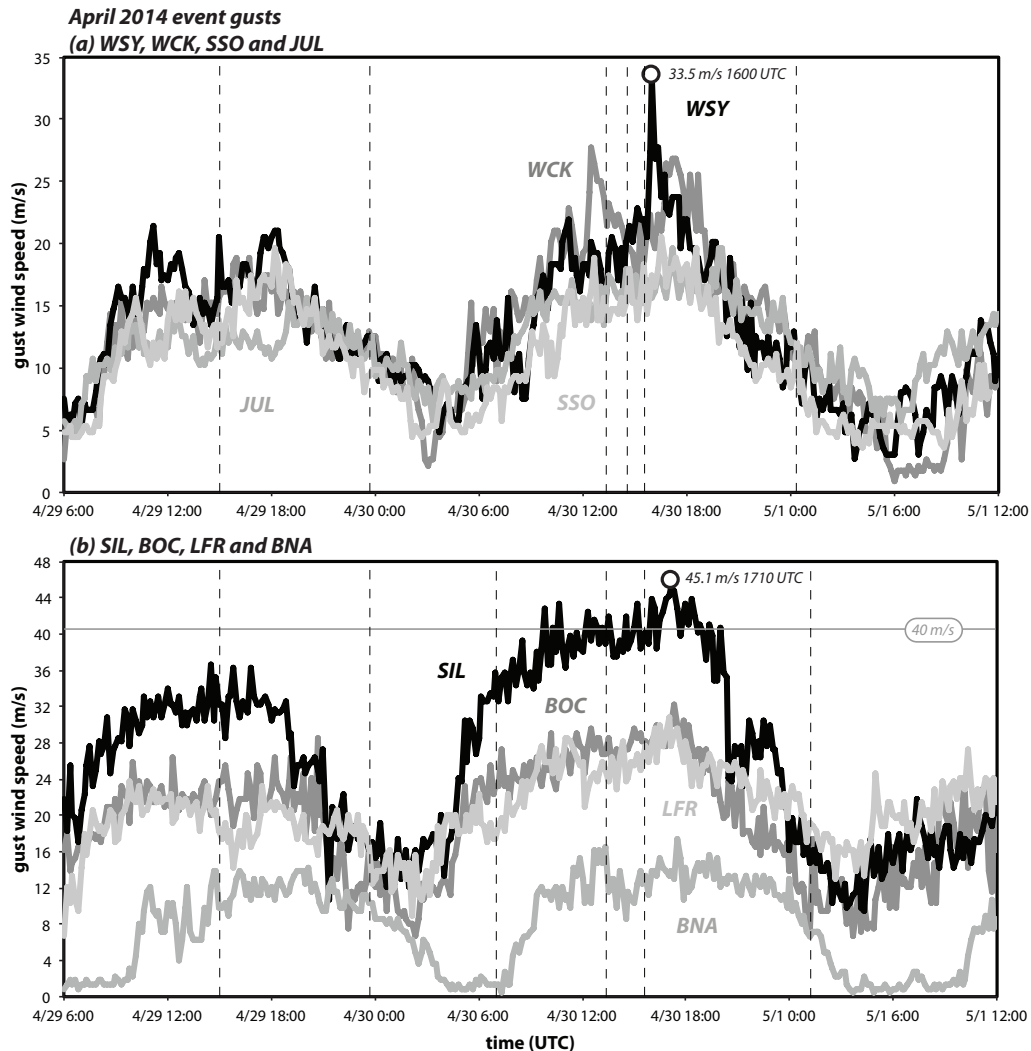 April 2014 event gusts
(a) WSY, WCK, SSO and JUL
35
30
25
20
15
10
5
0
gust wind speed (m/s)
33.5 m/s 1600 UTC
WSY
WCK
JUL
SSO
4/29 6:00 4/29 12:00 4/29 18:00 4/30 0:00 4/30 6:00 4/30 12:00 4/30 18:00 5/1 0:00 5/1 6:00 5/1 12:00
(b) SIL, BOC, LFR and BNA
48
44
40
36
32
28
24
20
16
12
8
4
0
gust wind speed (m/s)
45.1 m/s 1710 UTC
40 m/s
SIL
BOC
LFR
BNA
4/29 6:00 4/29 12:00 4/29 18:00 4/30 0:00 4/30 6:00 4/30 12:00 4/30 18:00 5/1 0:00 5/1 6:00 5/1 12:00
time (UTC)